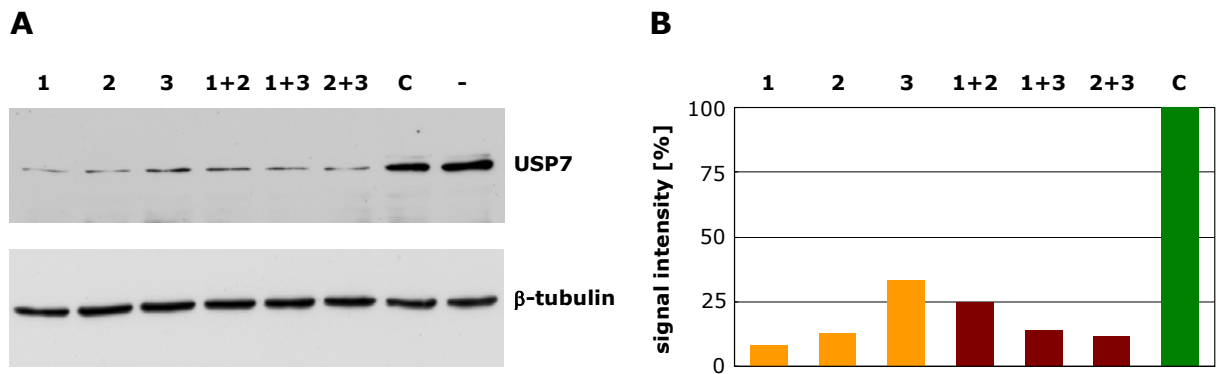 A
1 2 3 1+2 1+3 2+3 C -
USP7
β-tubulin
B
1 2 3 1+2 1+3 2+3 C
signal intensity [%]
100
75
50
25
0